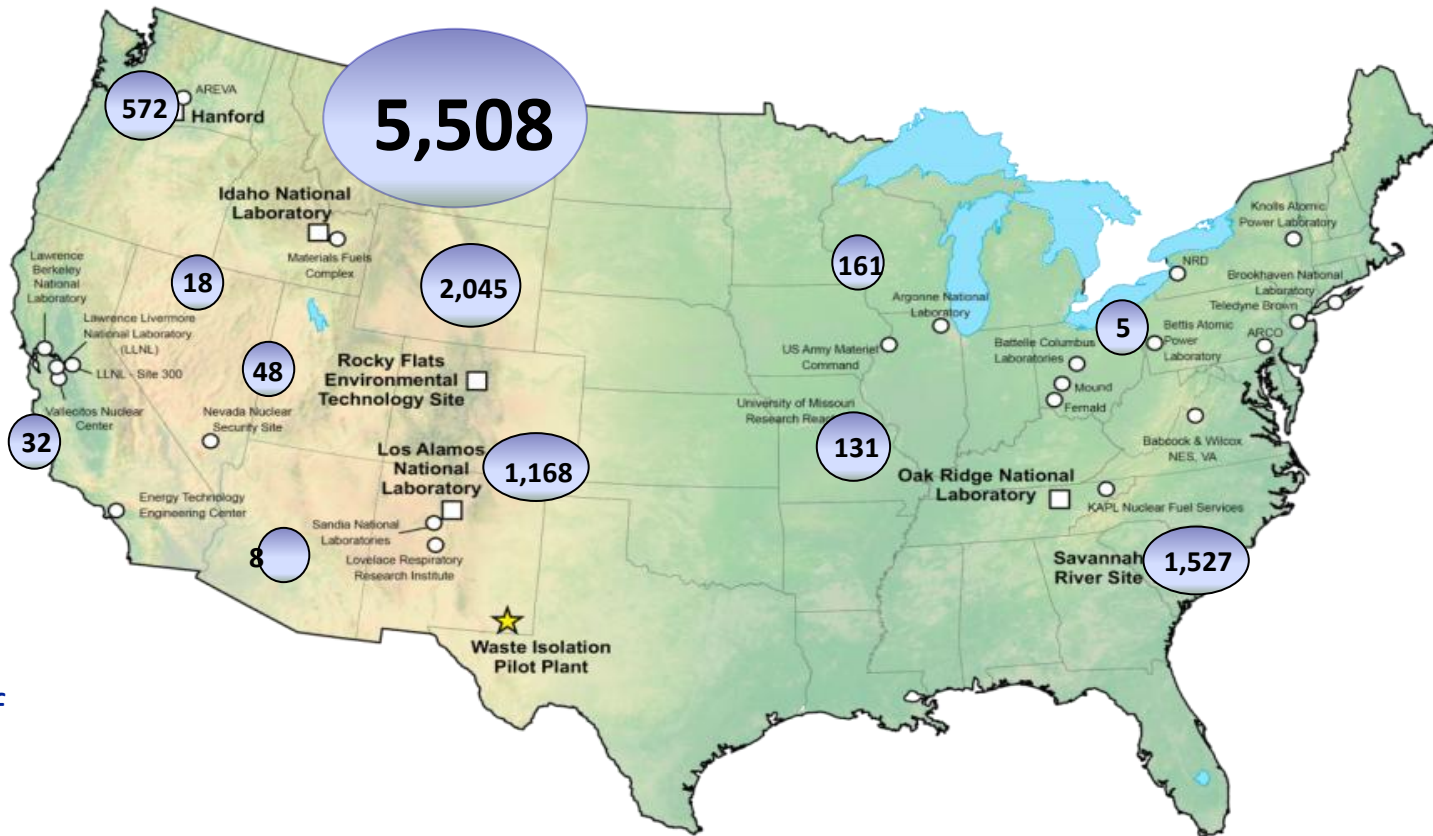 572
AREVA
Hanford
5,508
Idaho National
Laboratory
Materials Fuels
Complex
Lawrence
Berkeley
National
Laboratory
18
2,045
161
Knolls Atomic
Power Laboratory
NRD
Brookhaven National
Laboratory
Teledyne Brown
Lawrence Livermore
National Laboratory
(LLNL)
LLNL - Site 300
Argonne National
Laboratory
5
Bettis Atomic
Power
Laboratory
ARCO
US Army Materiel
Command
Battelle Columbus
Laboratories
Mound
Fernald
48
Rocky Flats
Environmental
Technology Site
Vallecitos Nuclear
Center
Nevada Nuclear
Security Site
University of Missouri
Research
32
131
Babcock & Wilcox
NES, VA
Los Alamos
National
Laboratory
1,168
Oak Ridge National
Laboratory
KAPL Nuclear Fuel Services
Energy Technology
Engineering Center
Sandia National
Laboratories
8
Lovelace Respiratory
Research Institute
Savannah
River Site
1,527
Waste Isolation
Pilot Plant